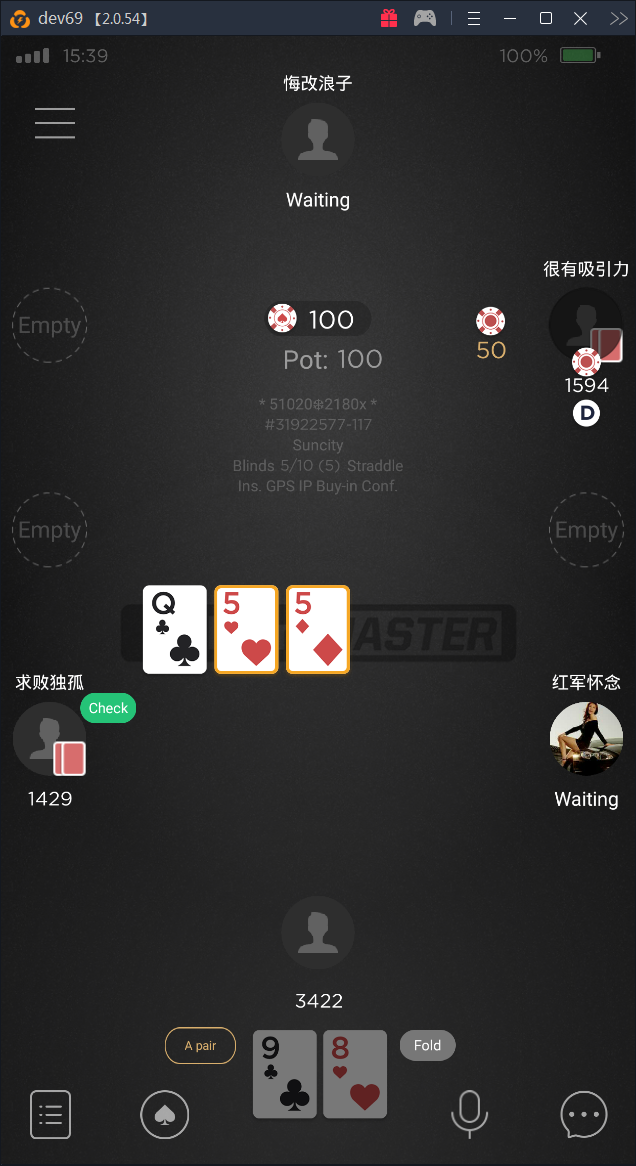 dev69 【2.0.54】
15:39
100%
悔改浪子
Waiting
很有吸引力
Empty
100
50
Pot: 100
1594
D
* 51020❄2180x *
#31922577-117
Suncity
Blinds 5/10 (5) Straddle
Ins. GPS IP Buy-in Conf.
Empty
Empty
Q
5
5
ASTER
求败独孤
Check
红军怀念
1429
Waiting
3422
A pair
9
8
Fold